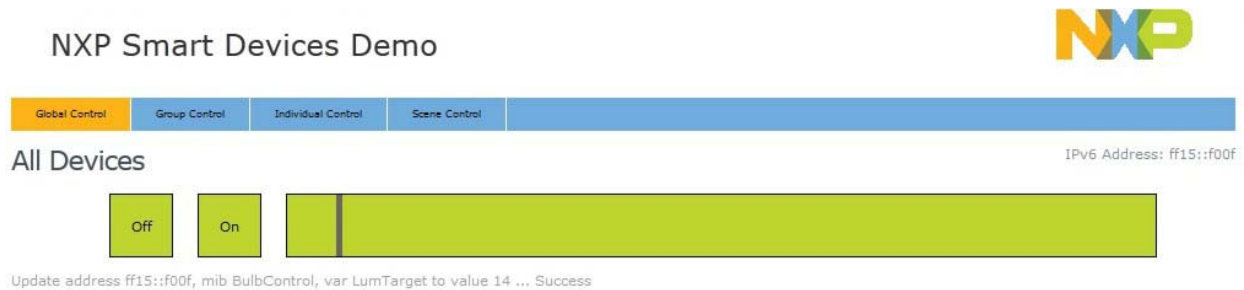 NXP Smart Devices Demo
NXP
Global Control Group Control Individual Control Scene Control
All Devices
IPv6 Address: ff15::f00f
Off On
Update address ff15::f00f, mib BulbControl, var LumTarget to value 14 ... Success